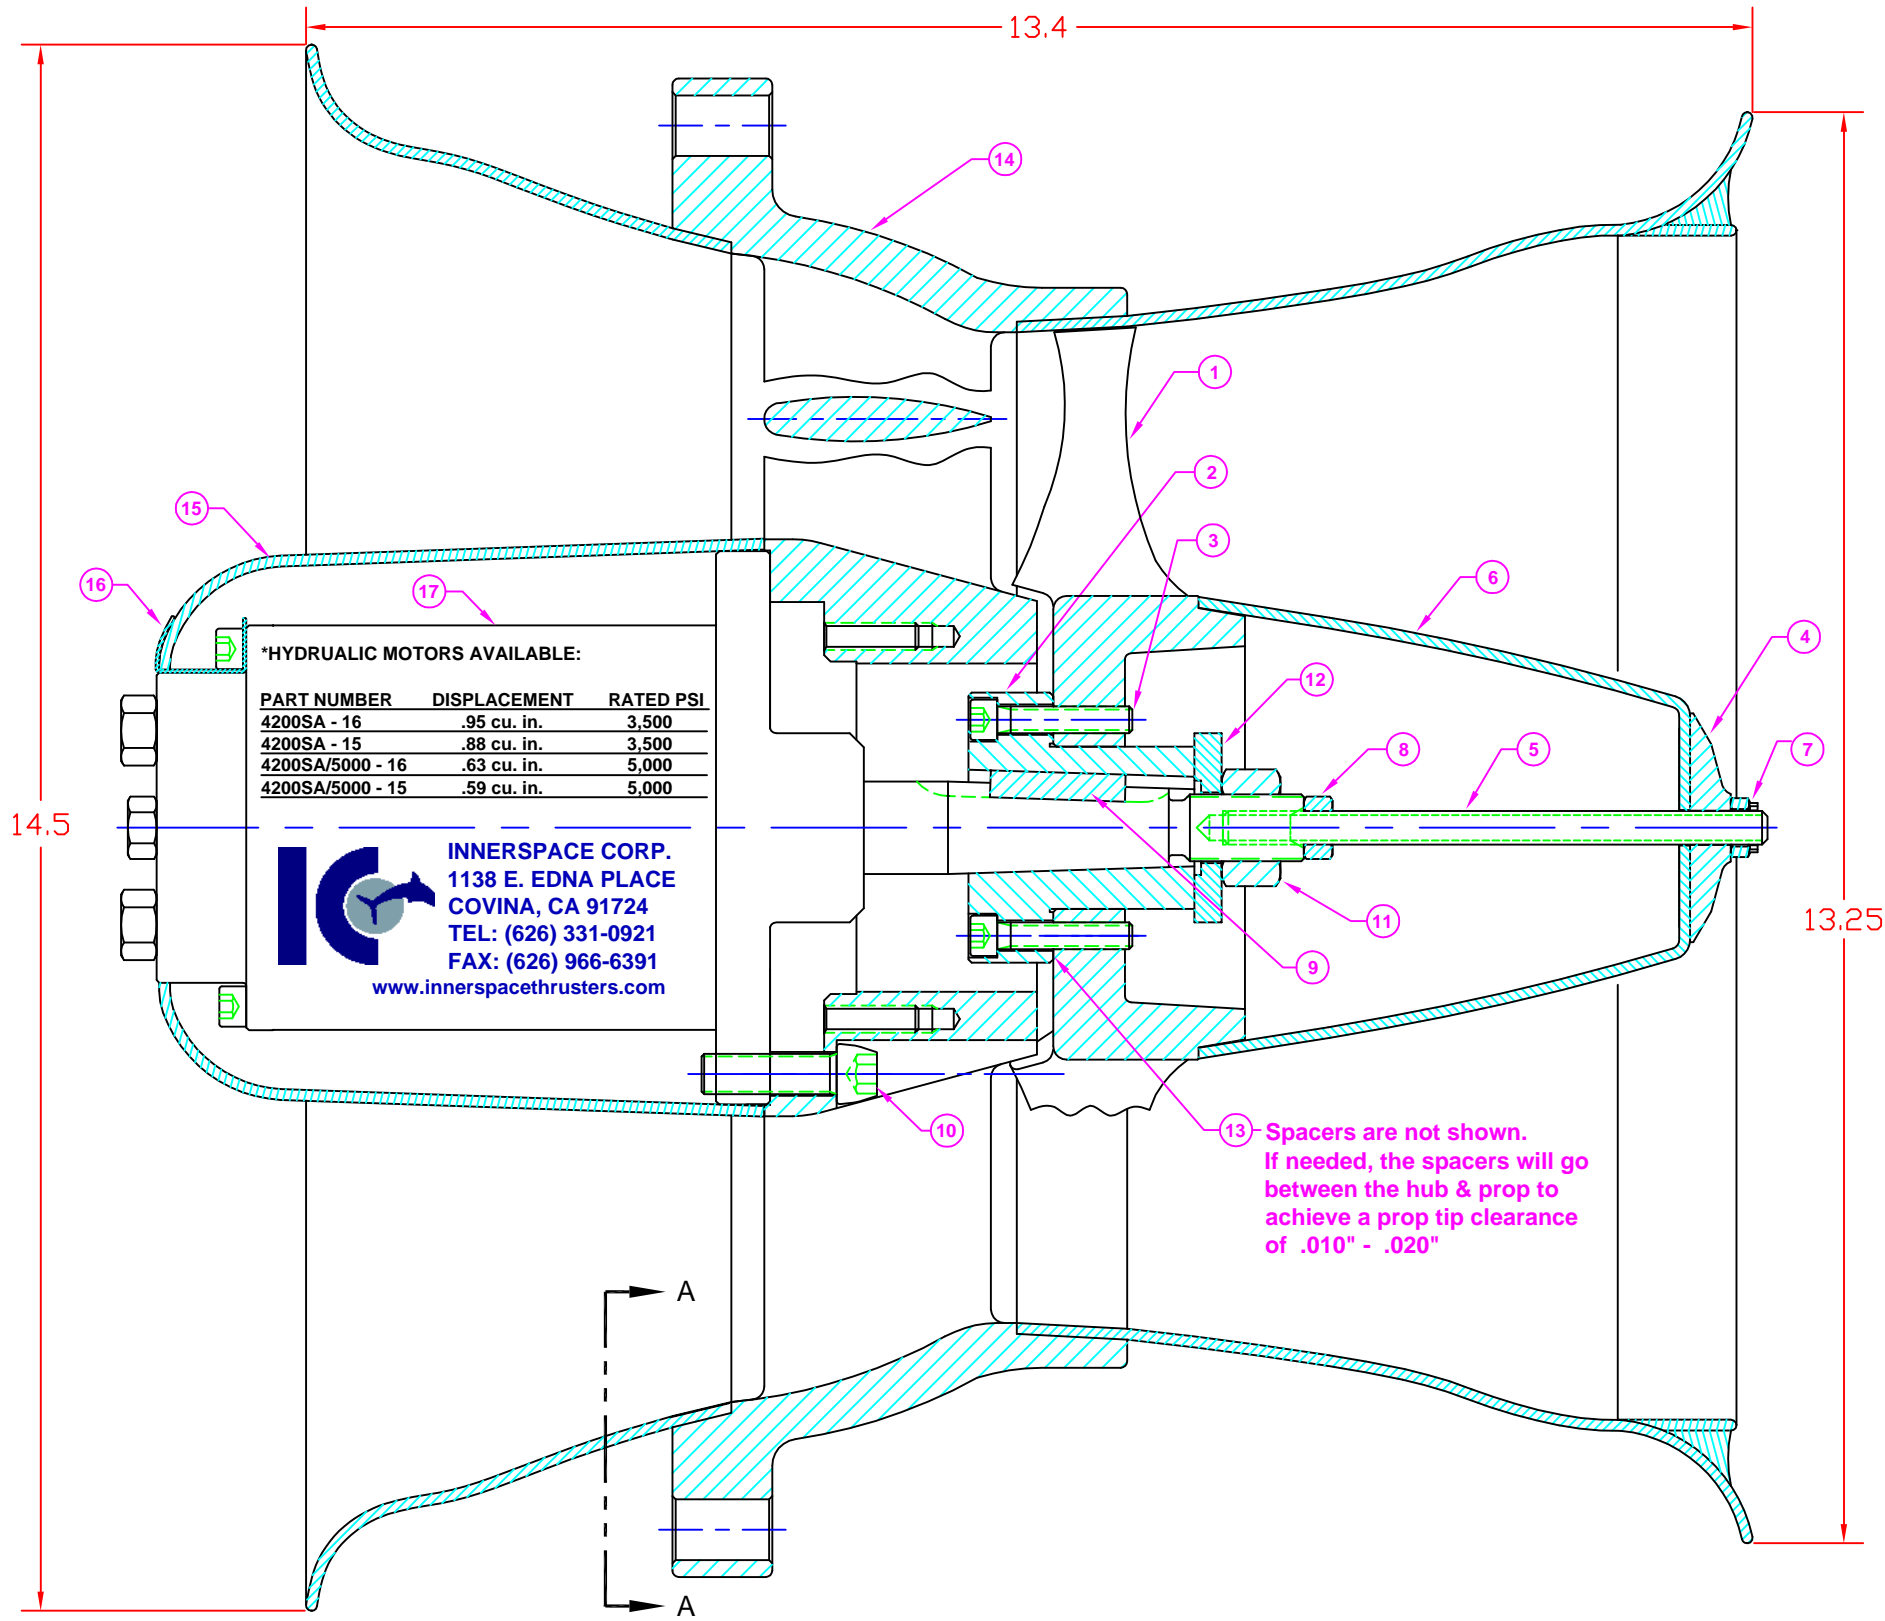 13.4
14
1
2
15
3
16
17
6
4
*HYDRUALIC MOTORS AVAILABLE:
12
PART NUMBER DISPLACEMENT RATED PSI
4200SA - 16 .95 cu. in. 3,500
4200SA - 15 .88 cu. in. 3,500
4200SA/5000 - 16 .63 cu. in. 5,000
4200SA/5000 - 15 .59 cu. in. 5,000
8
5
7
14.5
IC
INNERSPACE CORP.
1138 E. EDNA PLACE
COVINA, CA 91724
TEL: (626) 331-0921
FAX: (626) 966-6391
www.innerspacethrusters.com
11
13.25
9
10
13 Spacers are not shown.
If needed, the spacers will go
between the hub & prop to
achieve a prop tip clearance
of .010" - .020"
A
A